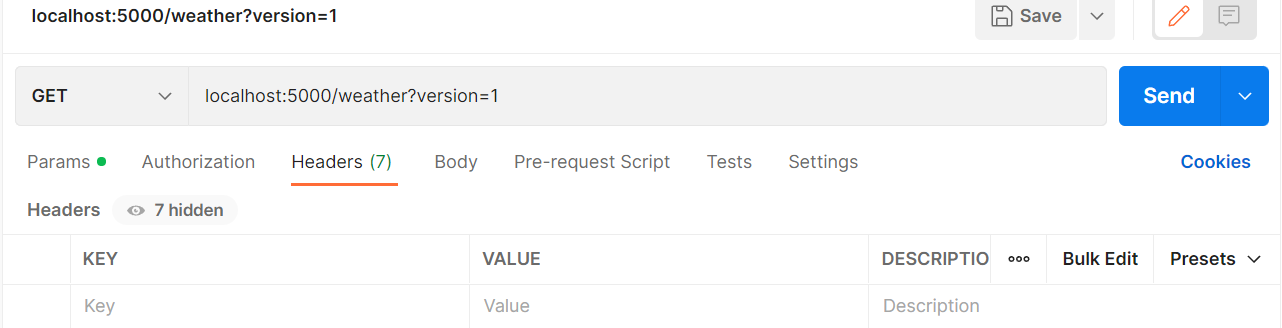 localhost:5000/weather?version=1 Save
GET localhost:5000/weather?version=1 Send
Params Authorization Headers (7) Body Pre-request Script Tests Settings Cookies
Headers 7 hidden
KEY VALUE DESCRIPTIO Bulk Edit Presets
Key Value Description